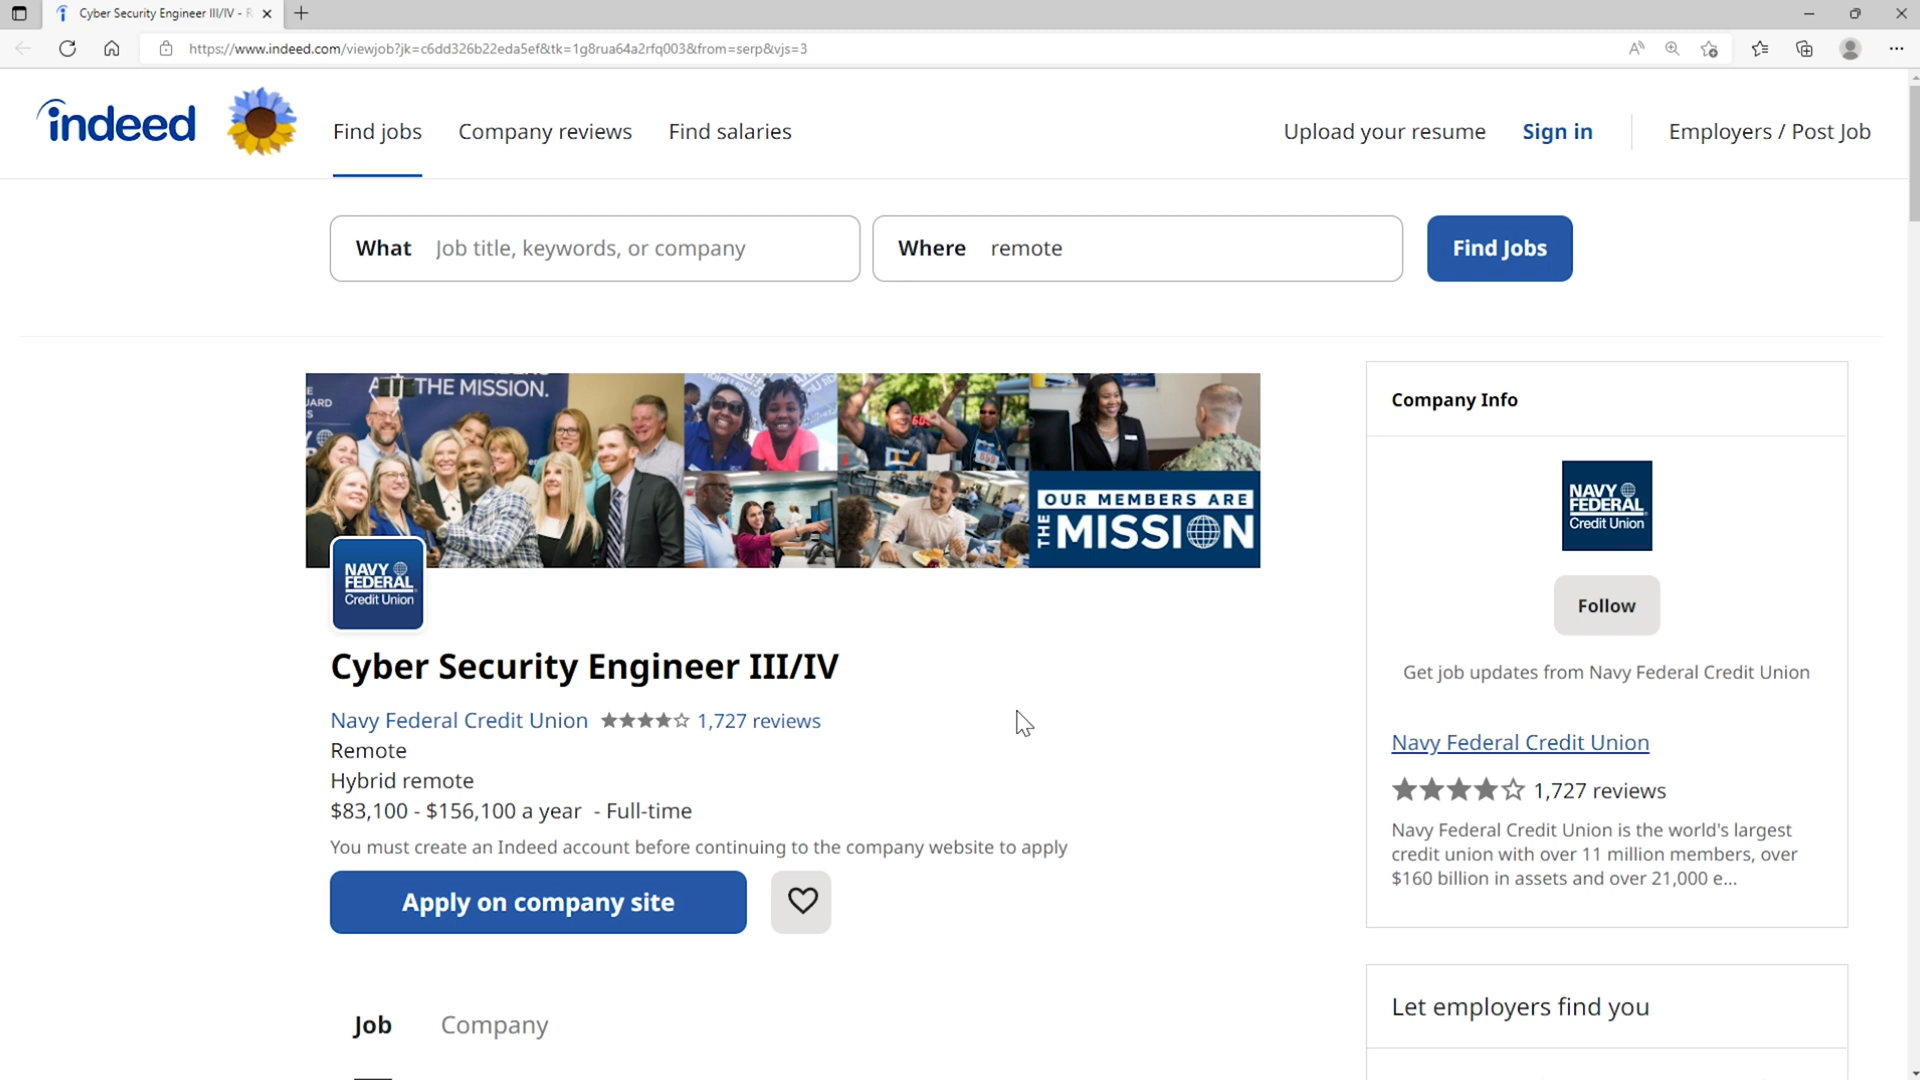 Cyber Security Engineer III/IV - R
https://www.indeed.com/viewjob?jk=c6dd326b22eda5ef&tk=1g8rua64a2rfq003&from=serp&vjs=3
indeed
Find jobs
Company reviews
Find salaries
Upload your resume
Sign in
Employers / Post Job
What Job title, keywords, or company
Where remote
Find Jobs
THE MISSION.
OUR MEMBERS ARE
THE MISSION
NAVY
FEDERAL
Credit Union
Cyber Security Engineer III/IV
Navy Federal Credit Union 1,727 reviews
Remote
Hybrid remote
$83,100 - $156,100 a year - Full-time
You must create an Indeed account before continuing to the company website to apply
Apply on company site
Job
Company
Company Info
NAVY
FEDERAL
Credit Union
Follow
Get job updates from Navy Federal Credit Union
Navy Federal Credit Union
1,727 reviews
Navy Federal Credit Union is the world's largest
credit union with over 11 million members, over
$160 billion in assets and over 21,000 e...
Let employers find you